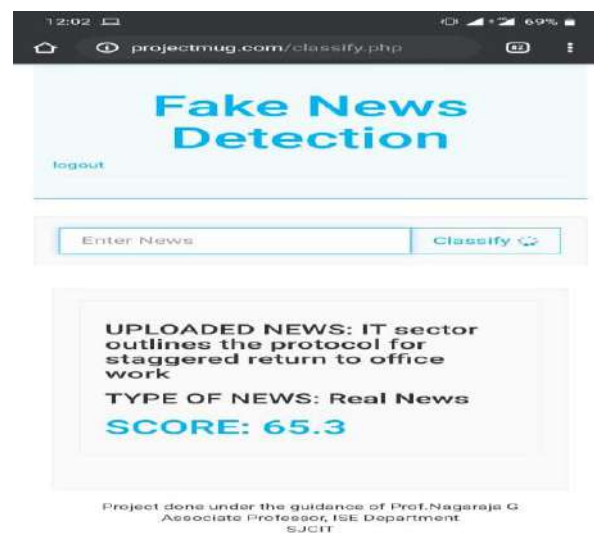 12:02 69%
projectmug.com/classify.php
Fake News
Detection
logout
Enter News Classify
UPLOADED NEWS: IT sector
outlines the protocol for
staggered return to office
work
TYPE OF NEWS: Real News
SCORE: 65.3
Project done under the guidance of Prof.Nagaraja G
Associate Professor, ISE Department
SJCIT